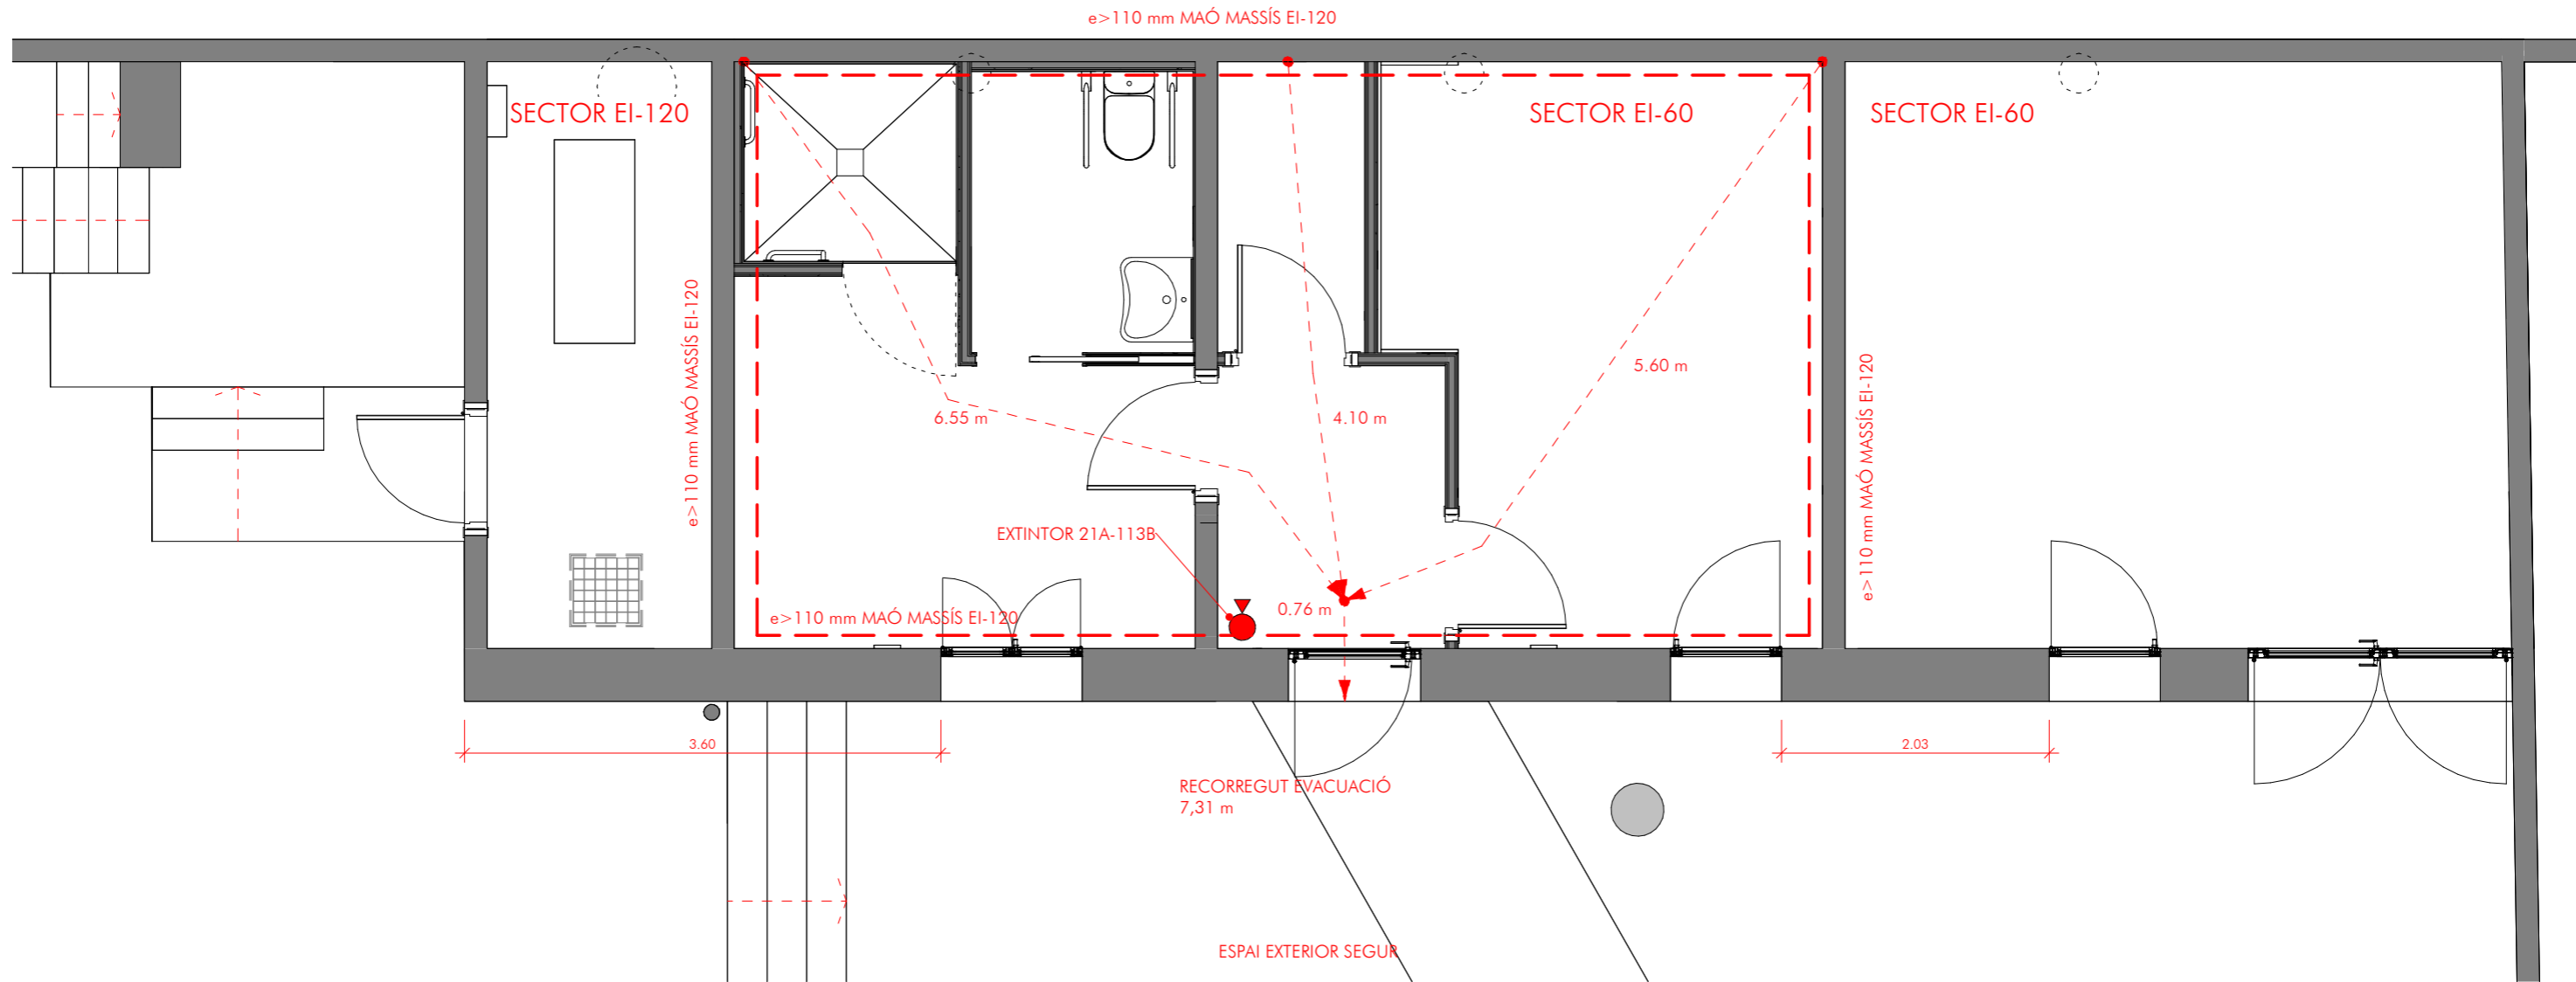 e>110 mm MAÓ MASSÍS EI-120
SECTOR EI-120
SECTOR EI-60
SECTOR EI-60
e>110 mm MAÓ MASSÍS EI-120
e>110 mm MAÓ MASSÍS EI-120
5.60 m
6.55 m
4.10 m
EXTINTOR 21A-113B
0.76 m
e>110 mm MAÓ MASSÍS EI-120
3.60
2.03
RECORREGUT EVACUACIÓ
7,31 m
ESPAI EXTERIOR SEGUR